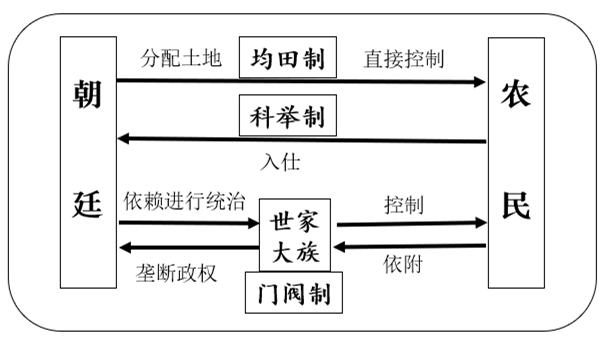 分配土地 均田制 直接控制
朝 农
科举制
入仕
廷 民
依赖进行统治 世家 控制
大族
垄断政权 依附
门阀制